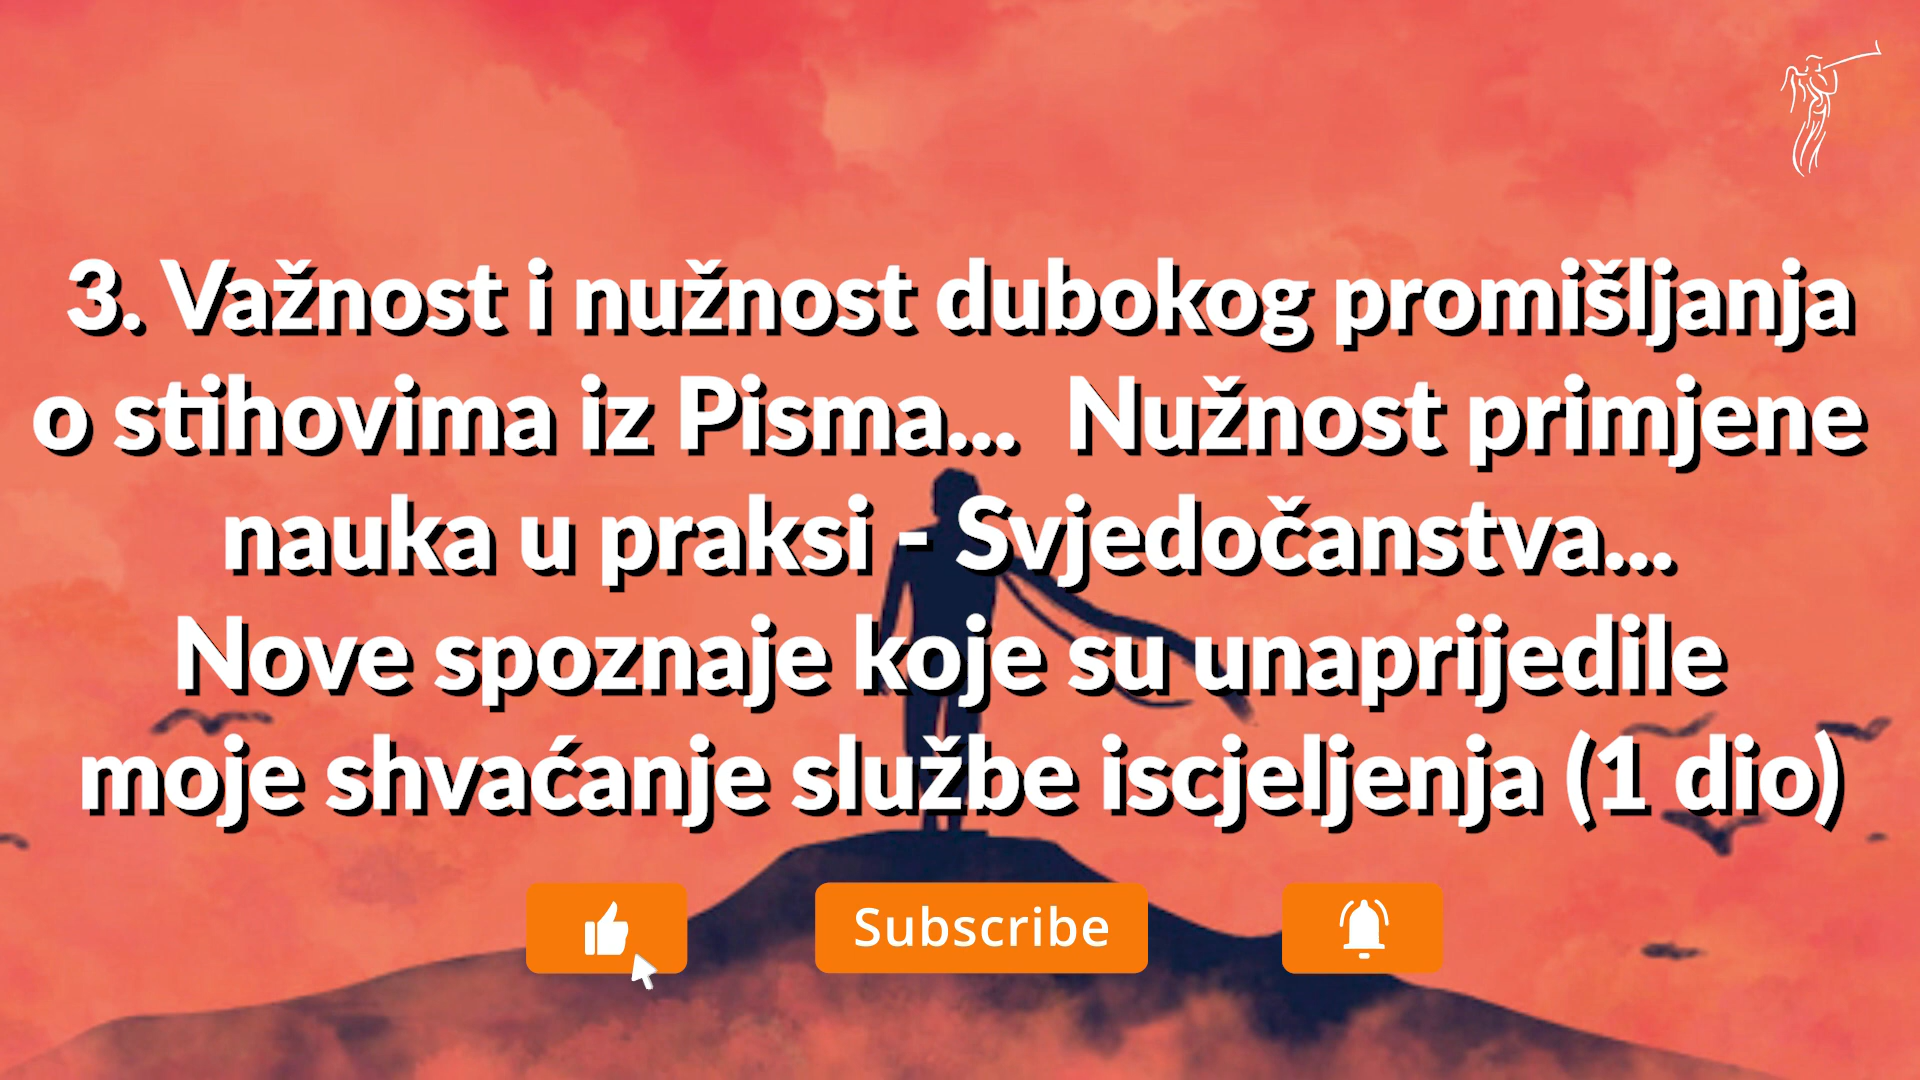 3. Važnost i nužnost dubokog promišljanja
o stihovima iz Pisma... Nužnost primjene
nauka u praksi - Svjedočanstva...
Nove spoznaje koje su unaprijedile
moje shvaćanje službe iscjeljenja (1 dio)
Subscribe